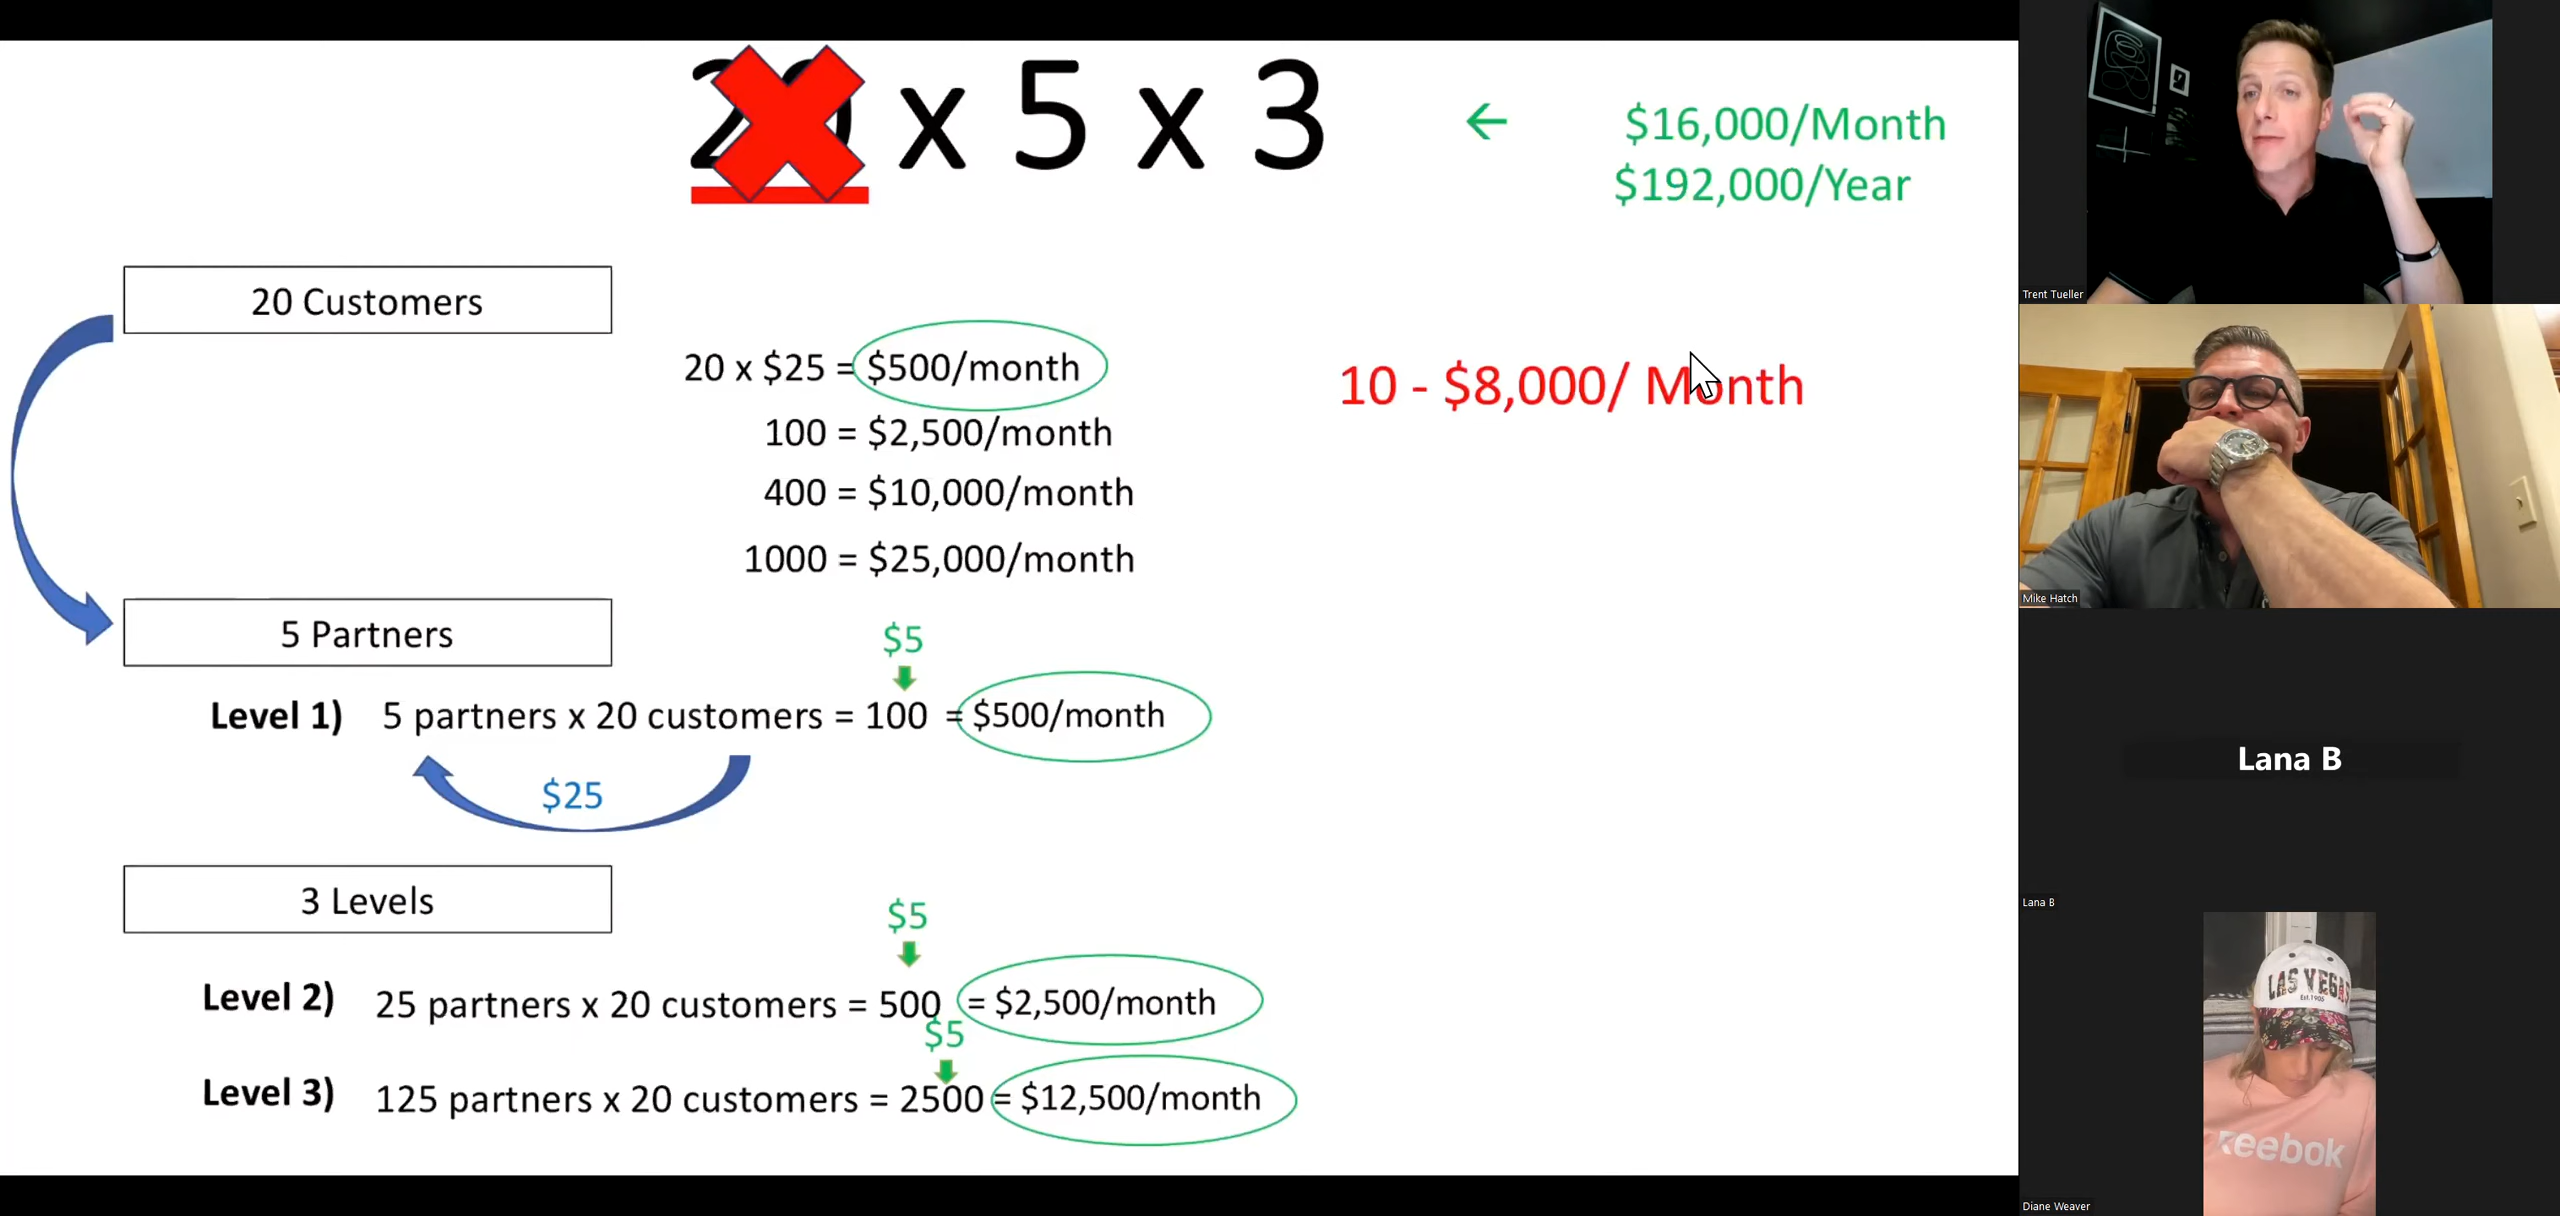 20 x 5 x 3
← $16,000/Month
$192,000/Year
20 Customers
20 x $25 = $500/month
10 - $8,000/ Month
100 = $2,500/month
400 = $10,000/month
1000 = $25,000/month
5 Partners
$5
Level 1) 5 partners x 20 customers = 100 = $500/month
$25
3 Levels
$5
Level 2) 25 partners x 20 customers = 500 = $2,500/month
$5
Level 3) 125 partners x 20 customers = 2500 = $12,500/month
Trent Tueller
Mike Hatch
Lana B
Lana B
LAS VEGAS
Est.1905
Reebok
Diane Weaver